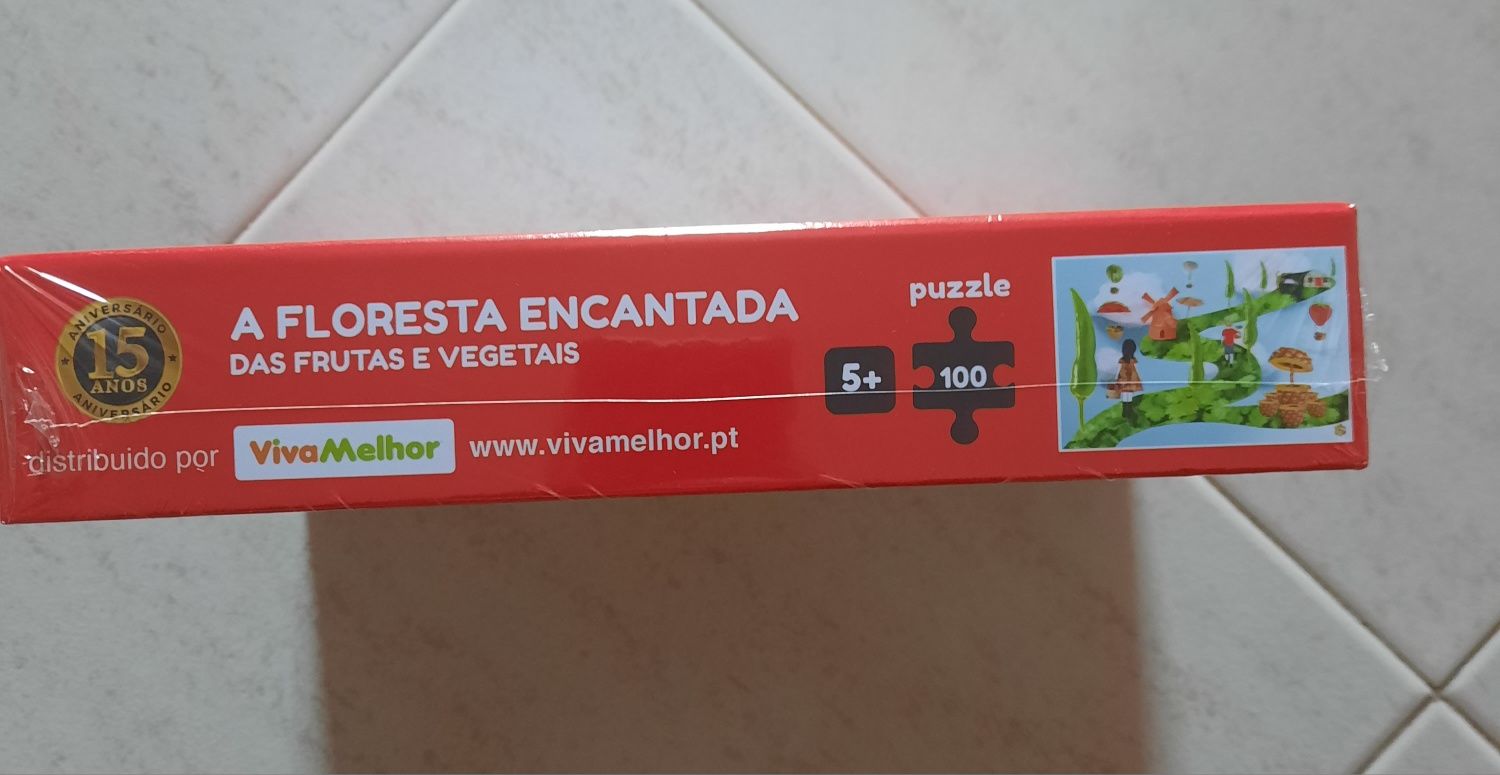 ANIVERSÁRIO
15
ANOS
ANIVERSÁRIO
A FLORESTA ENCANTADA
DAS FRUTAS E VEGETAIS
distribuido por
VivaMelhor
www.vivamelhor.pt
5+
puzzle
100